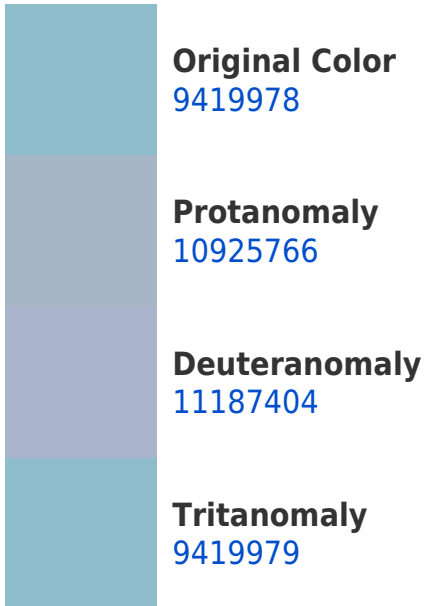 Original Color
9419978
Protanomaly
10925766
Deuteranomaly
11187404
Tritanomaly
9419979